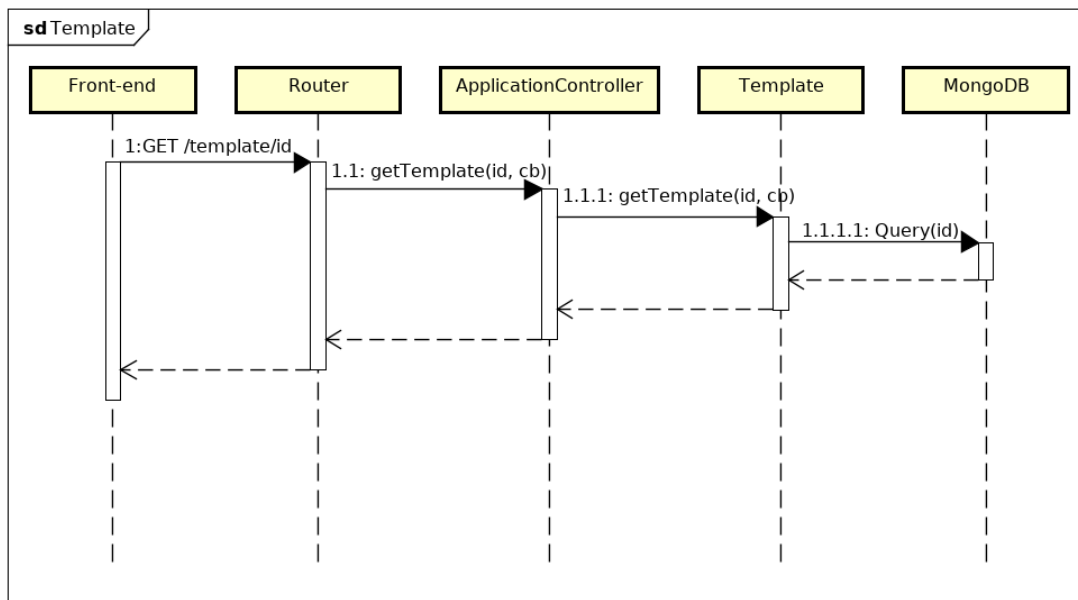 sd Template
Front-end
Router
ApplicationController
Template
MongoDB
1:GET /template/id
1.1: getTemplate(id, cb)
1.1.1: getTemplate(id, cb)
1.1.1.1: Query(id)